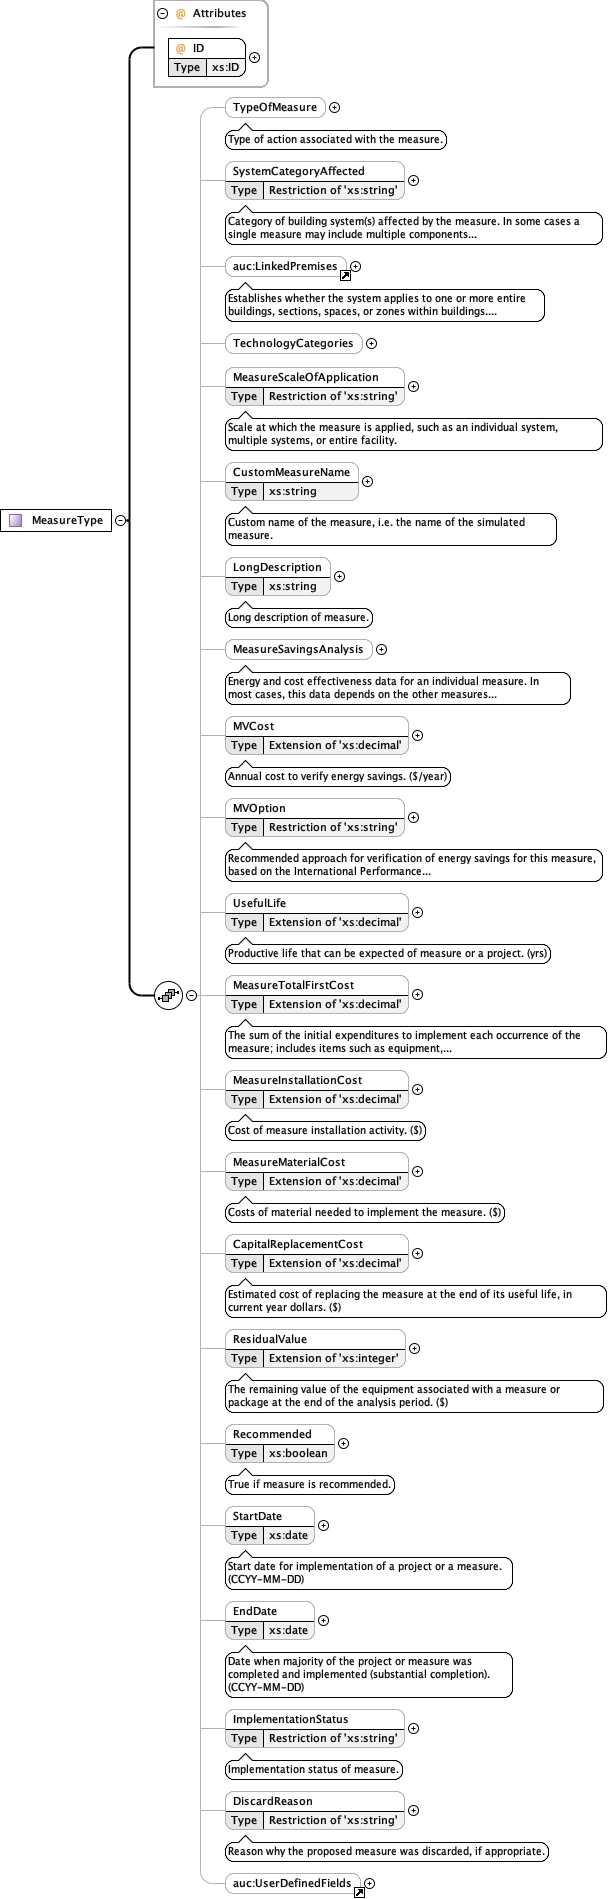 Attributes
@ ID
Type xs:ID
TypeOfMeasure
Type of action associated with the measure.
SystemCategoryAffected
Type Restriction of 'xs:string'
Category of building system(s) affected by the measure. In some cases a
single measure may include multiple components...
auc:LinkedPremises
Establishes whether the system applies to one or more entire
buildings, sections, spaces, or zones within buildings....
TechnologyCategories
MeasureScaleOfApplication
Type Restriction of 'xs:string'
Scale at which the measure is applied, such as an individual system,
multiple systems, or entire facility.
CustomMeasureName
Type xs:string
Custom name of the measure, i.e. the name of the simulated
measure.
MeasureType
LongDescription
Type xs:string
Long description of measure.
MeasureSavingsAnalysis
Energy and cost effectiveness data for an individual measure. In
most cases, this data depends on the other measures...
MVCost
Type Extension of 'xs:decimal'
Annual cost to verify energy savings. ($/year)
MVOption
Type Restriction of 'xs:string'
Recommended approach for verification of energy savings for this measure,
based on the International Performance...
UsefulLife
Type Extension of 'xs:decimal'
Productive life that can be expected of measure or a project. (yrs)
MeasureTotalFirstCost
Type Extension of 'xs:decimal'
The sum of the initial expenditures to implement each occurrence of the
measure; includes items such as equipment,...
MeasureInstallationCost
Type Extension of 'xs:decimal'
Cost of measure installation activity. ($)
MeasureMaterialCost
Type Extension of 'xs:decimal'
Costs of material needed to implement the measure. ($)
CapitalReplacementCost
Type Extension of 'xs:decimal'
Estimated cost of replacing the measure at the end of its useful life, in
current year dollars. ($)
ResidualValue
Type Extension of 'xs:integer'
The remaining value of the equipment associated with a measure or
package at the end of the analysis period. ($)
Recommended
Type xs:boolean
True if measure is recommended.
StartDate
Type xs:date
Start date for implementation of a project or a measure.
(CCYY-MM-DD)
EndDate
Type xs:date
Date when majority of the project or measure was
completed and implemented (substantial completion).
(CCYY-MM-DD)
ImplementationStatus
Type Restriction of 'xs:string'
Implementation status of measure.
DiscardReason
Type Restriction of 'xs:string'
Reason why the proposed measure was discarded, if appropriate.
auc:UserDefinedFields